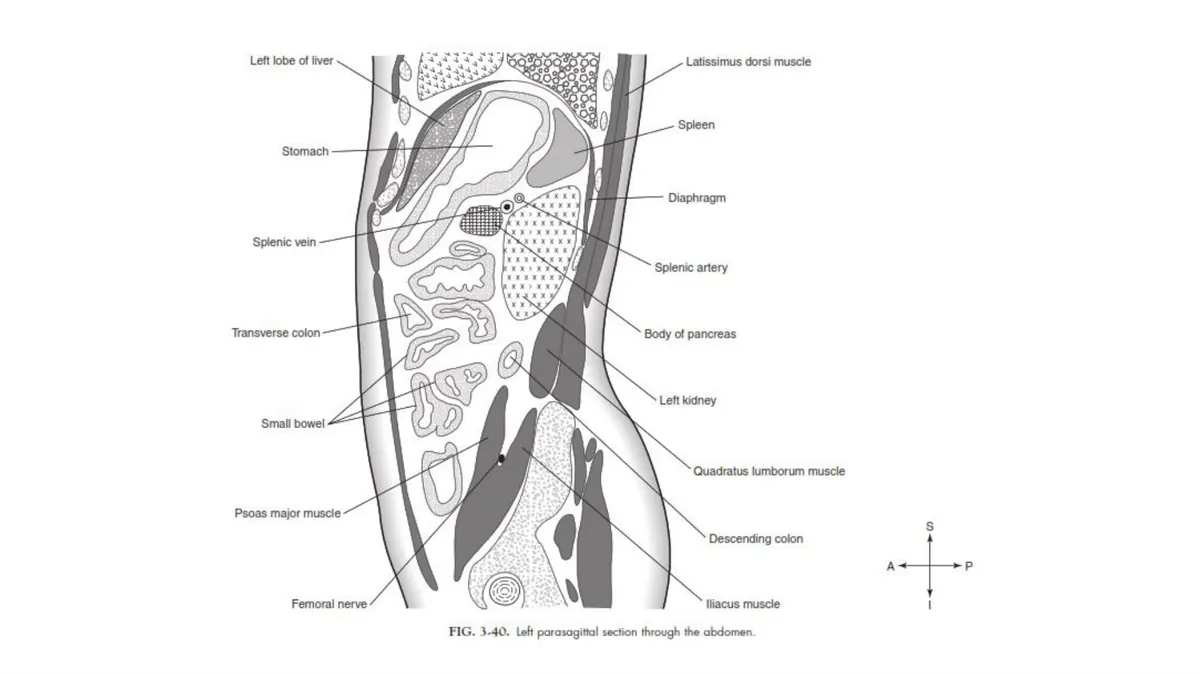 Left lobe of liver
Latissimus dorsi muscle
Spleen
Stomach
Diaphragm
Splenic vein
Splenic artery
Transverse colon
Body of pancreas
Left kidney
Small bowel
Quadratus lumborum muscle
Psoas major muscle
Descending colon
Femoral nerve
Iliacus muscle
S
A
P
I
FIG. 3-40. Left parasagittal section through the abdomen.